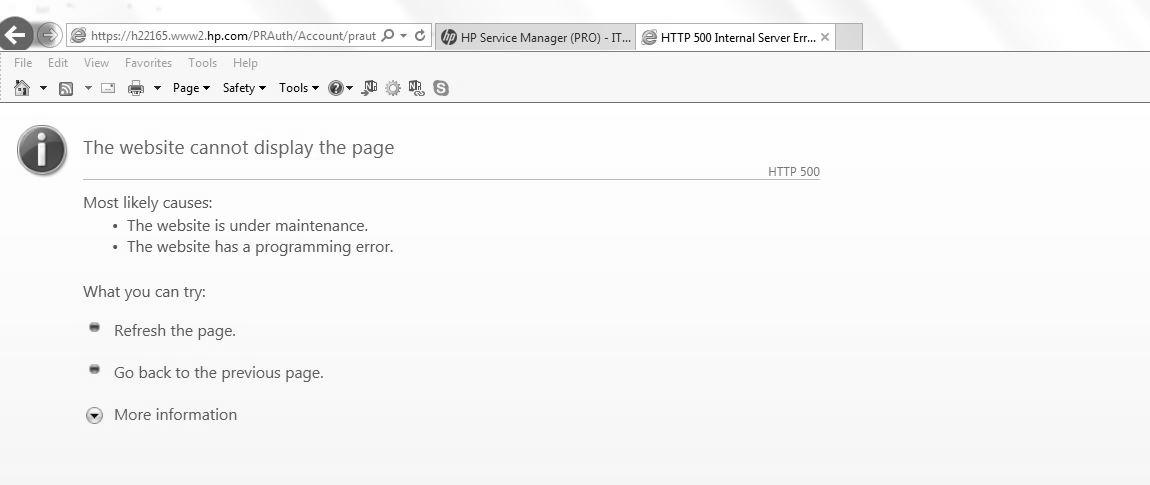 https://h22165.www2.hp.com/PRAuth/Account/praut
hp HP Service Manager (PRO) - IT...
HTTP 500 Internal Server Err...
File Edit View Favorites Tools Help
Page Safety Tools
The website cannot display the page
HTTP 500
Most likely causes:
• The website is under maintenance.
• The website has a programming error.
What you can try:
Refresh the page.
Go back to the previous page.
More information